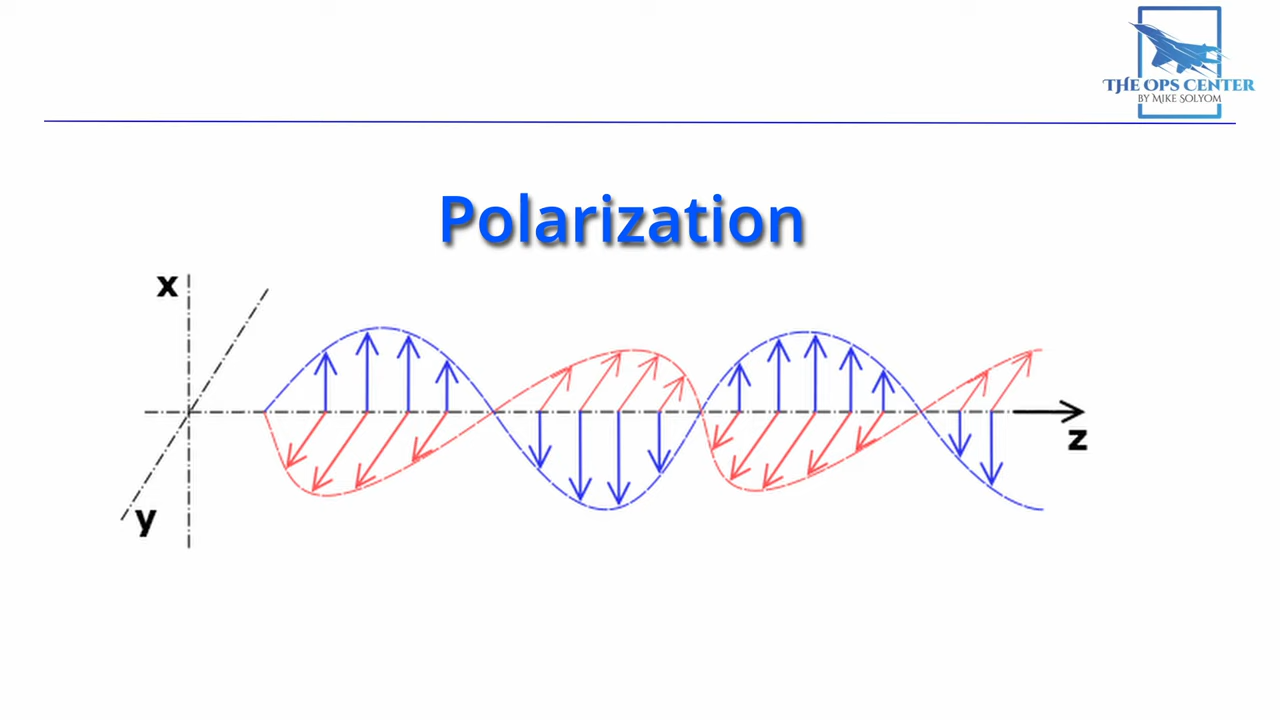 THE OPS CENTER
BY MIKE SOLYOM
Polarization
x
y
z